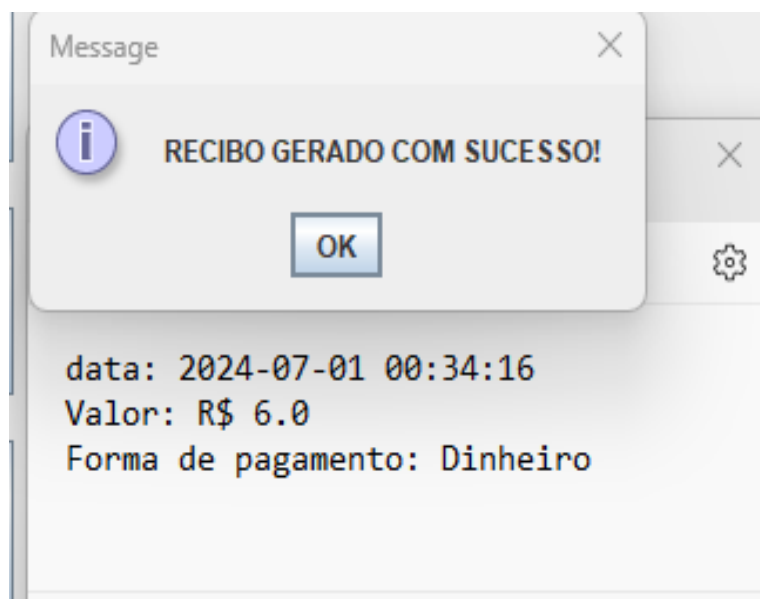 Message
RECIBO GERADO COM SUCESSO!
OK
data: 2024-07-01 00:34:16
Valor: R$ 6.0
Forma de pagamento: Dinheiro